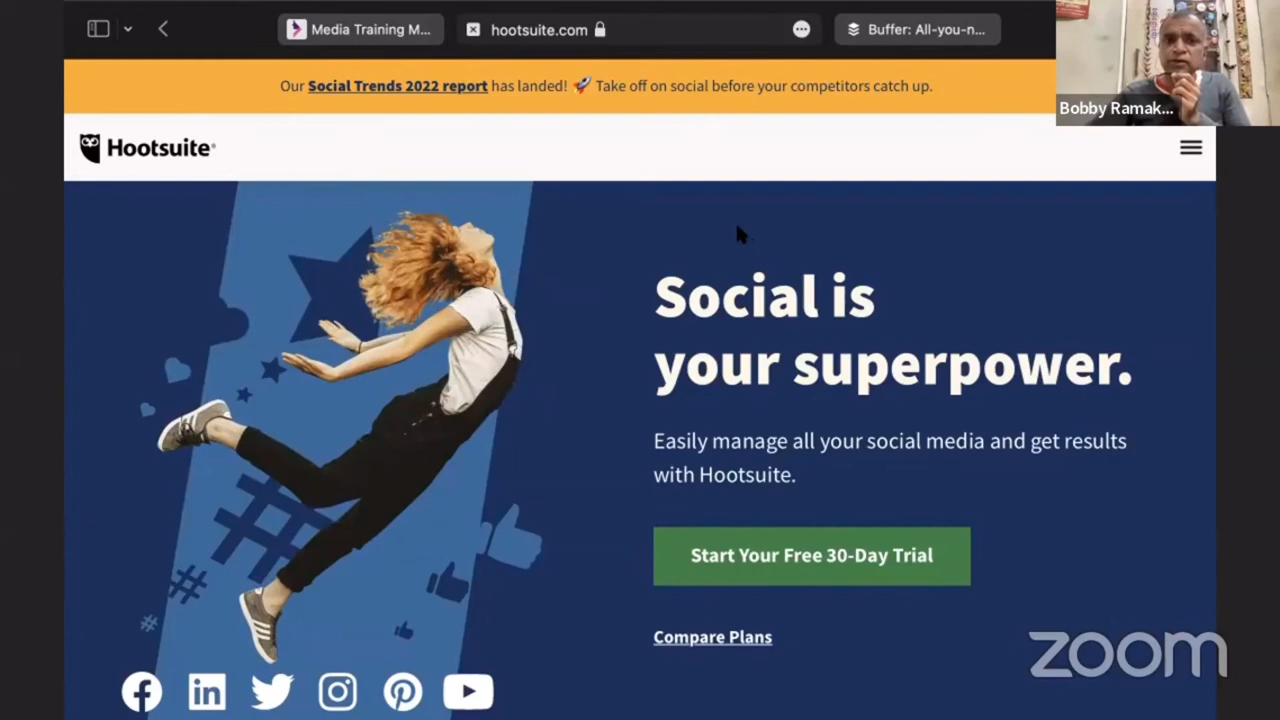 Media Training M...
hootsuite.com
Buffer: All-you-n...
Bobby Ramak...
Our Social Trends 2022 report has landed! 🚀 Take off on social before your competitors catch up.
Hootsuite®
Social is
your superpower.
Easily manage all your social media and get results
with Hootsuite.
Start Your Free 30-Day Trial
Compare Plans
zoom